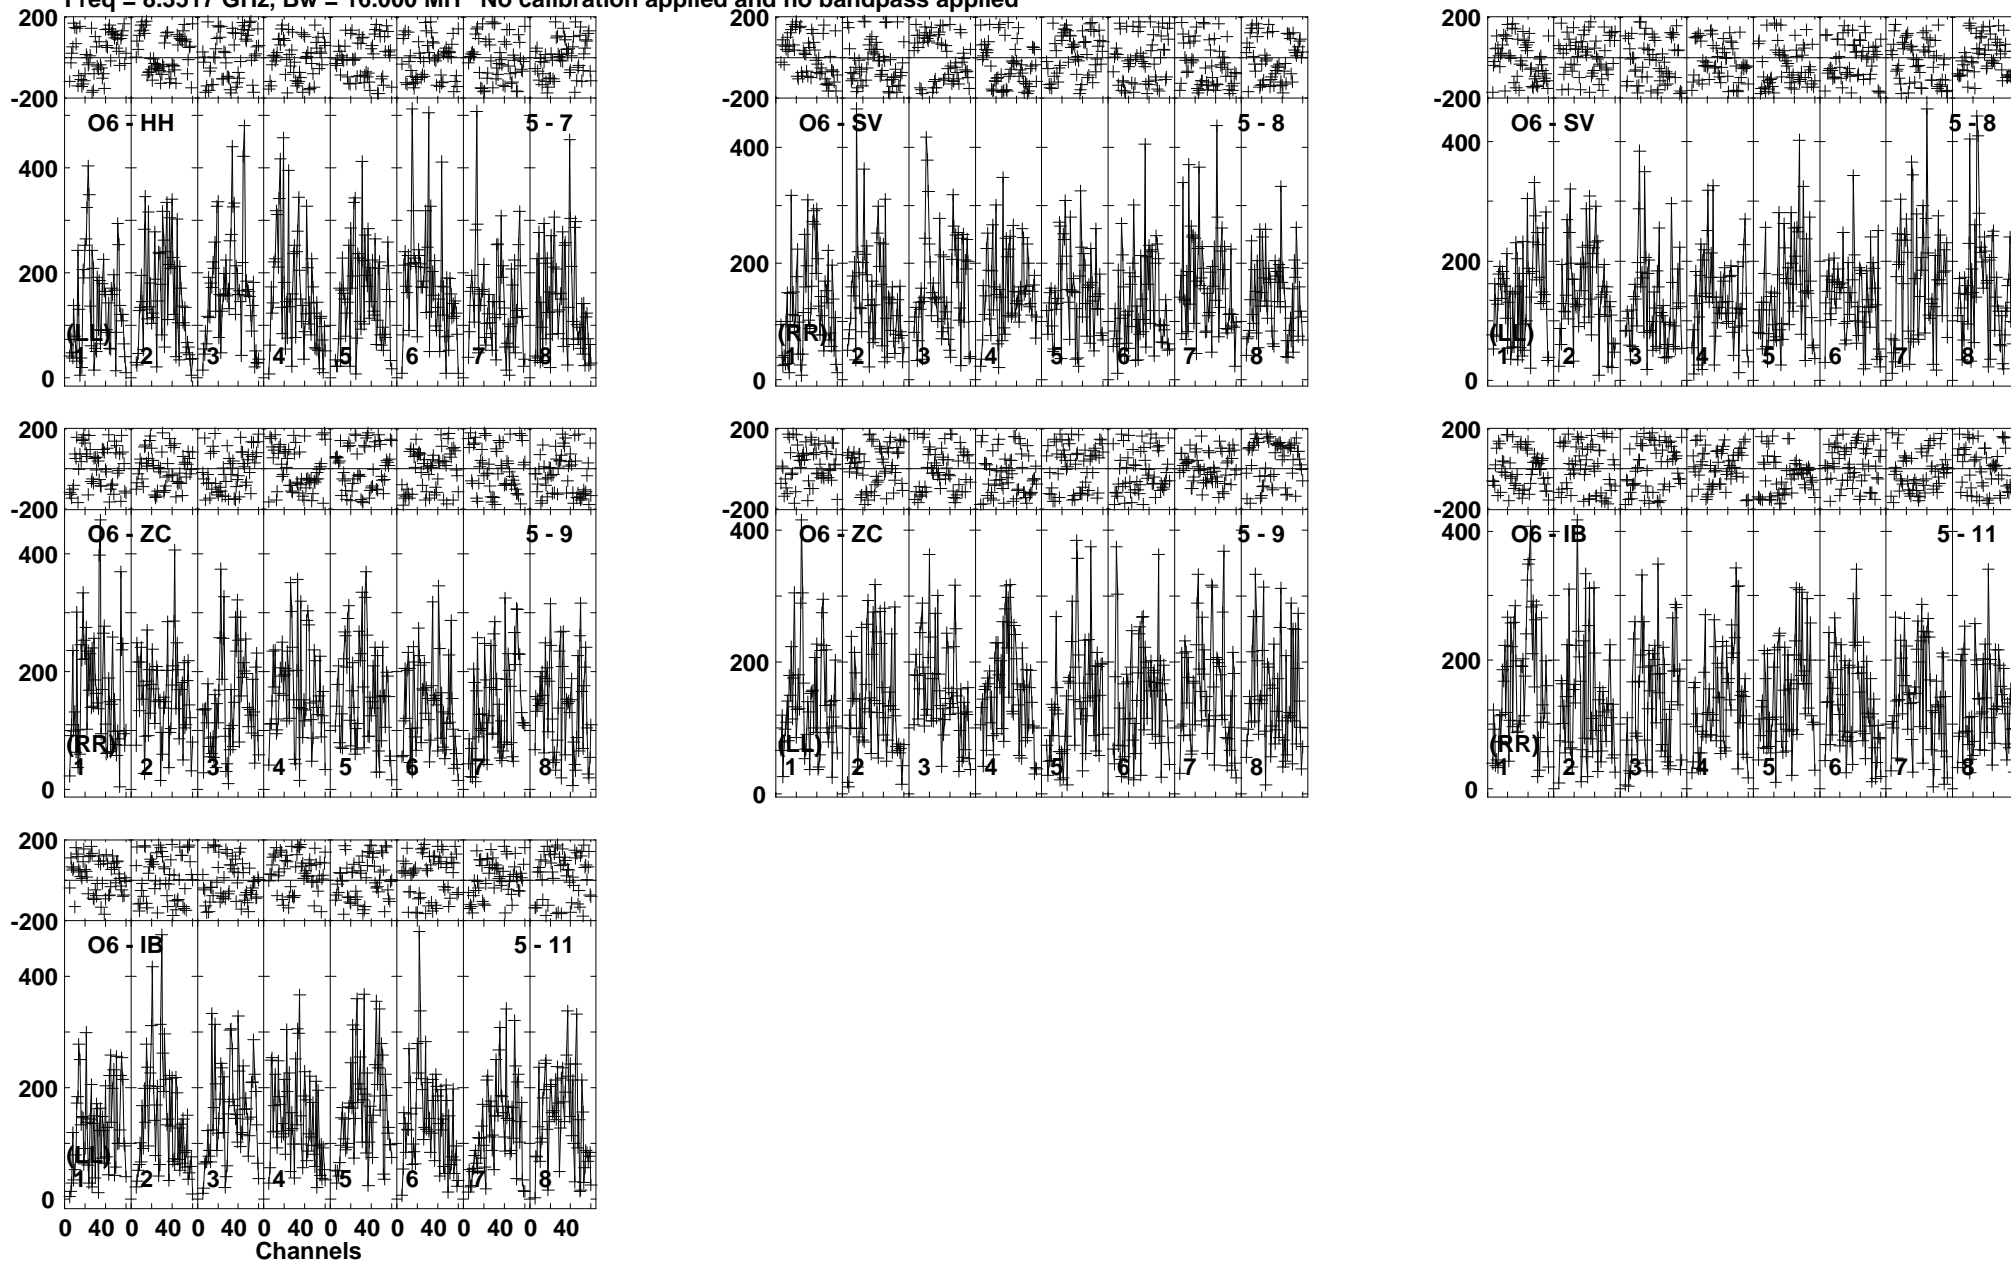 Freq = 8.3517 GHz, Bw = 16.000 MH No calibration applied and no bandpass applied
200
-200
O6 - HH 5 - 7
400
200
0
(LL)
1 2 3 4 5 6 7 8
200
-200
O6 - SV 5 - 8
400
200
0
(RR)
1 2 3 4 5 6 7 8
200
-200
O6 - SV 5 - 8
400
200
0
(LL)
1 2 3 4 5 6 7 8
200
-200
O6 - ZC 5 - 9
400
200
0
(RR)
1 2 3 4 5 6 7 8
200
-200
O6 - ZC 5 - 9
400
200
0
(LL)
1 2 3 4 5 6 7 8
200
-200
O6 - IB 5 - 11
400
200
0
(RR)
1 2 3 4 5 6 7 8
200
-200
O6 - IB 5 - 11
400
200
0
(LL)
1 2 3 4 5 6 7 8
0 40 0 40 0 40 0 40 0 40 0 40 0 40 0 40
Channels